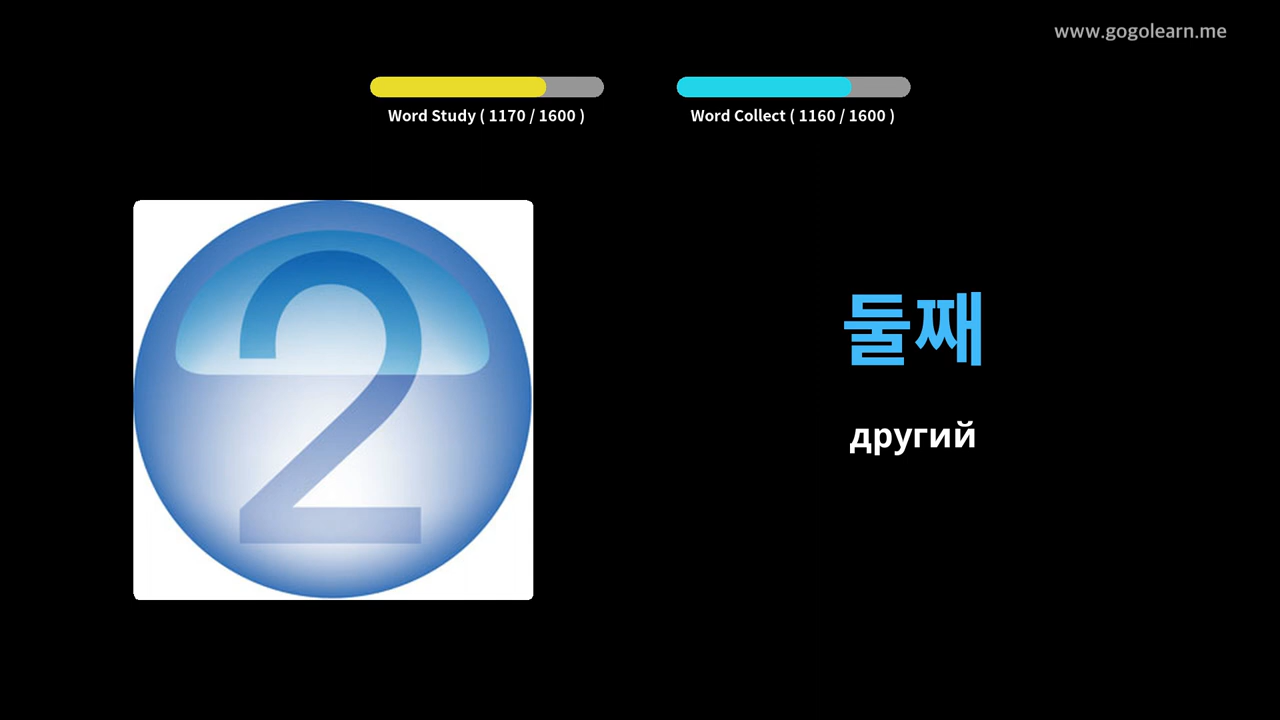 www.gogolearn.me
Word Study ( 1170 / 1600 )
Word Collect ( 1160 / 1600 )
2
둘째
другий